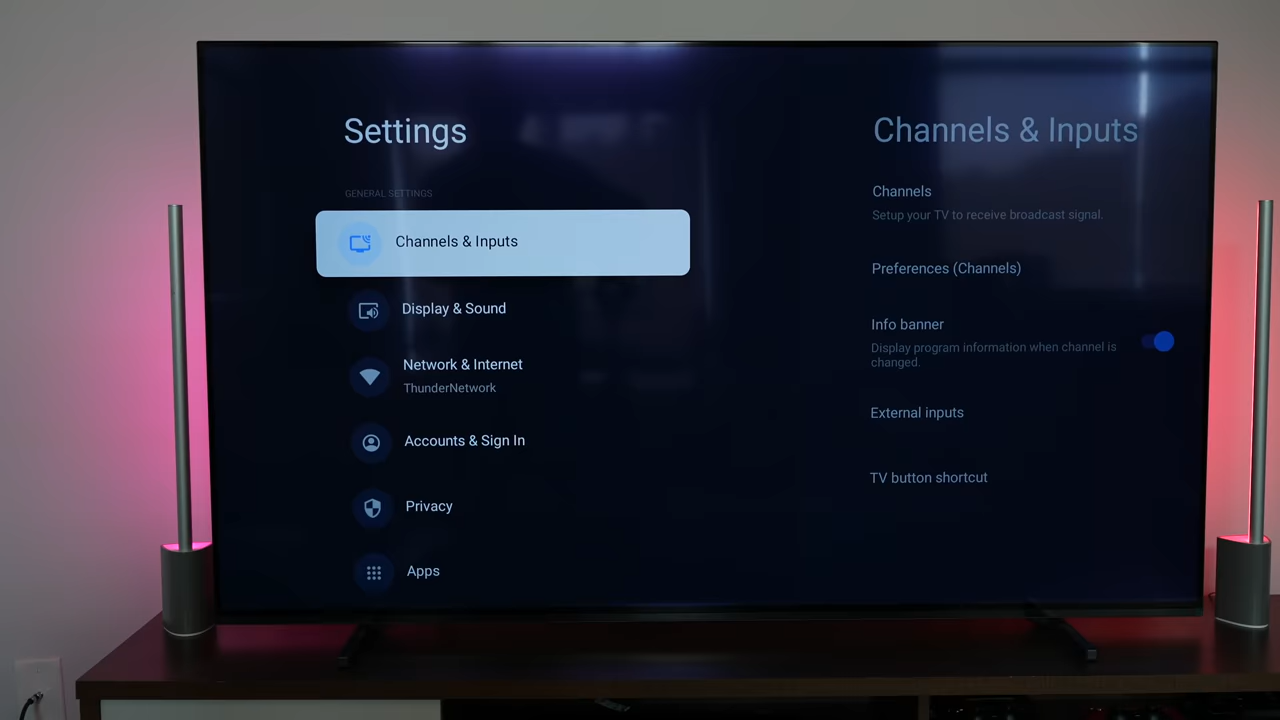 Settings
GENERAL SETTINGS
Channels & Inputs
Display & Sound
Network & Internet
ThunderNetwork
Accounts & Sign In
Privacy
Apps
Channels & Inputs
Channels
Setup your TV to receive broadcast signal.
Preferences (Channels)
Info banner
Display program information when channel is
changed.
External inputs
TV button shortcut